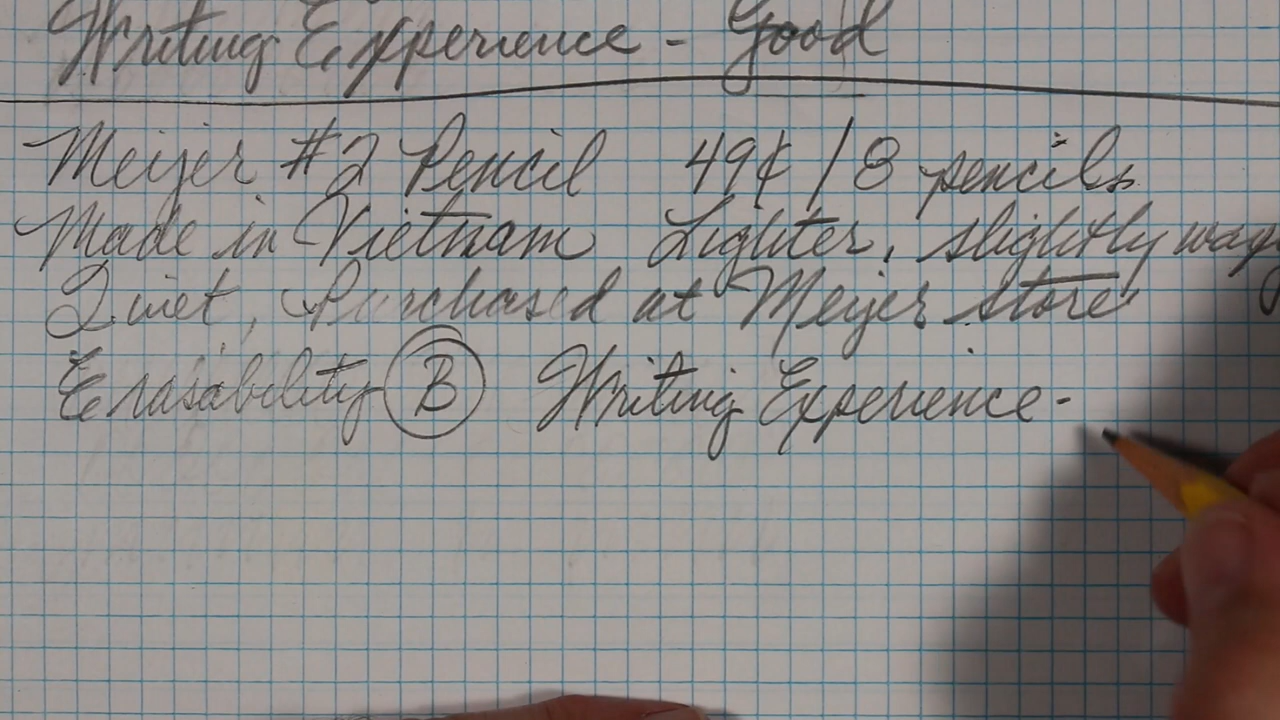 Writing Experience - Good
Meijer #2 Pencil 49¢ / 8 pencils
Made in Vietnam Lighter, slightly waxy
Quiet, Purchased at Meijer store
Erasability B Writing Experience -